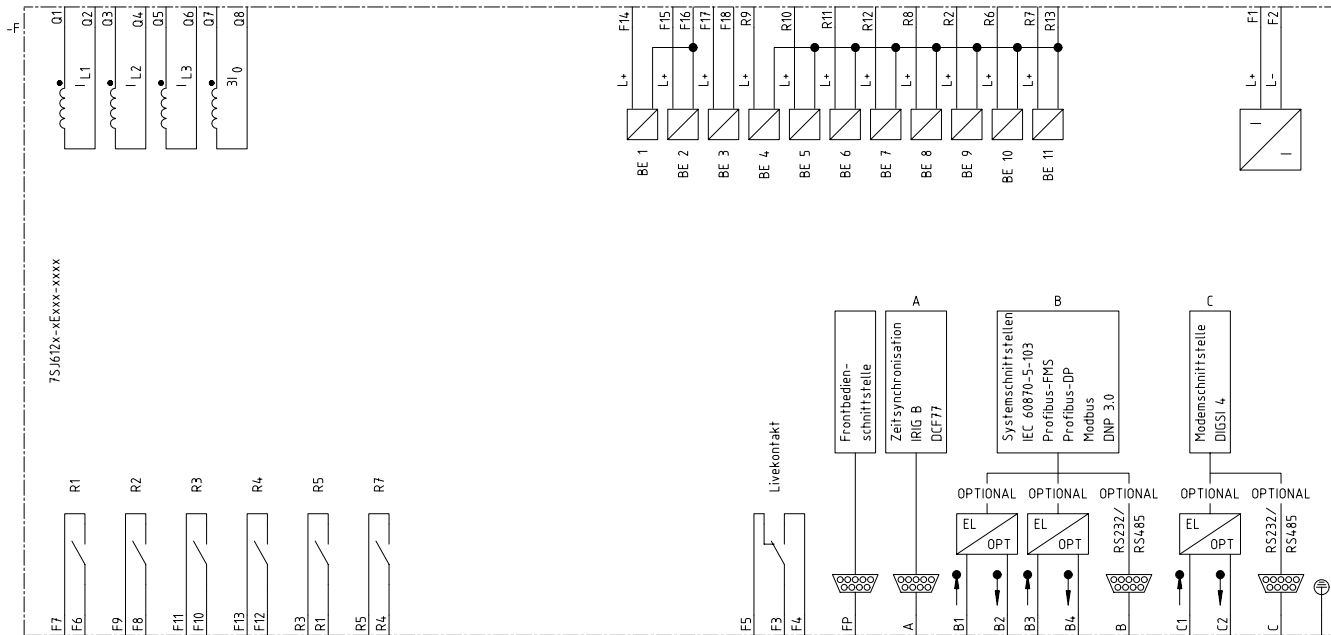 -F
Q1
Q2
Q3
Q4
Q5
Q6
Q7
Q8
I L1
I L2
I L3
3I 0
F14
F15
F16
F17
F18
R9
R10
R11
R12
R8
R2
R6
R7
R13
F1
F2
L+
L+
L+
L+
L+
L+
L+
L+
L+
L+
L+
L+
L-
BE 1
BE 2
BE 3
BE 4
BE 5
BE 6
BE 7
BE 8
BE 9
BE 10
BE 11
7SJ612x-xExxx-xxxx
A
B
C
Frontbedien-
schnittstelle
Zeitsynchronisation
IRIG B
DCF77
Systemschnittstellen
IEC 60870-5-103
Profibus-FMS
Profibus-DP
Modbus
DNP 3.0
Modemschnittstelle
DIGSI 4
R1
R2
R3
R4
R5
R7
Livekontakt
OPTIONAL
OPTIONAL
OPTIONAL
OPTIONAL
OPTIONAL
EL
OPT
EL
OPT
RS232/
RS485
EL
OPT
RS232/
RS485
F7
F6
F9
F8
F11
F10
F13
F12
R3
R1
R5
R4
F5
F3
F4
FP
A
B1
B2
B3
B4
B
C1
C2
C